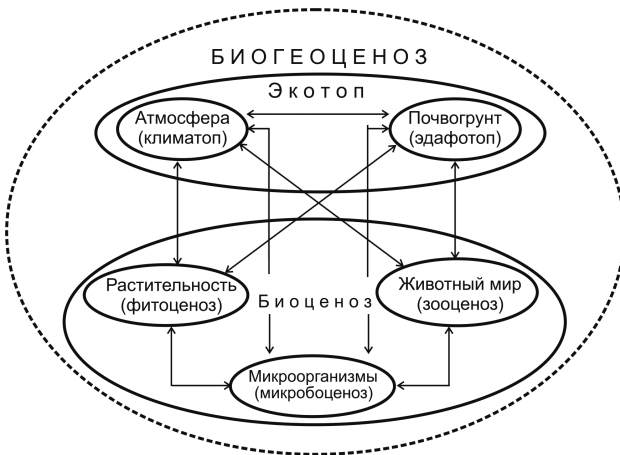 БИОГЕОЦЕНОЗ
Экотоп
Атмосфера
(климатоп)
Почвогрунт
(эдафотоп)
Растительность
(фитоценоз)
Биоценоз
Животный мир
(зооценоз)
Микроорганизмы
(микробоценоз)